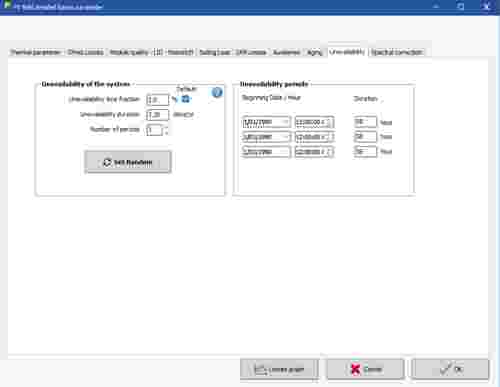 PV field detailed losses parameter
Thermal parameter Ohmic Losses Module quality - LID - Mismatch Soiling Loss IAM Losses Auxiliaries Aging Unavailability Spectral correction
Unavailability of the system
Default
Unavailability time fraction 2.0 %
Unavailability duration 7.30 days/yr
Number of periods 3
Set Random
Unavailability periods
Beginning Date / Hour Duration
1/01/1990 12:00:00 58 hour
1/01/1990 12:00:00 58 hour
1/01/1990 12:00:00 58 hour
Losses graph Cancel OK